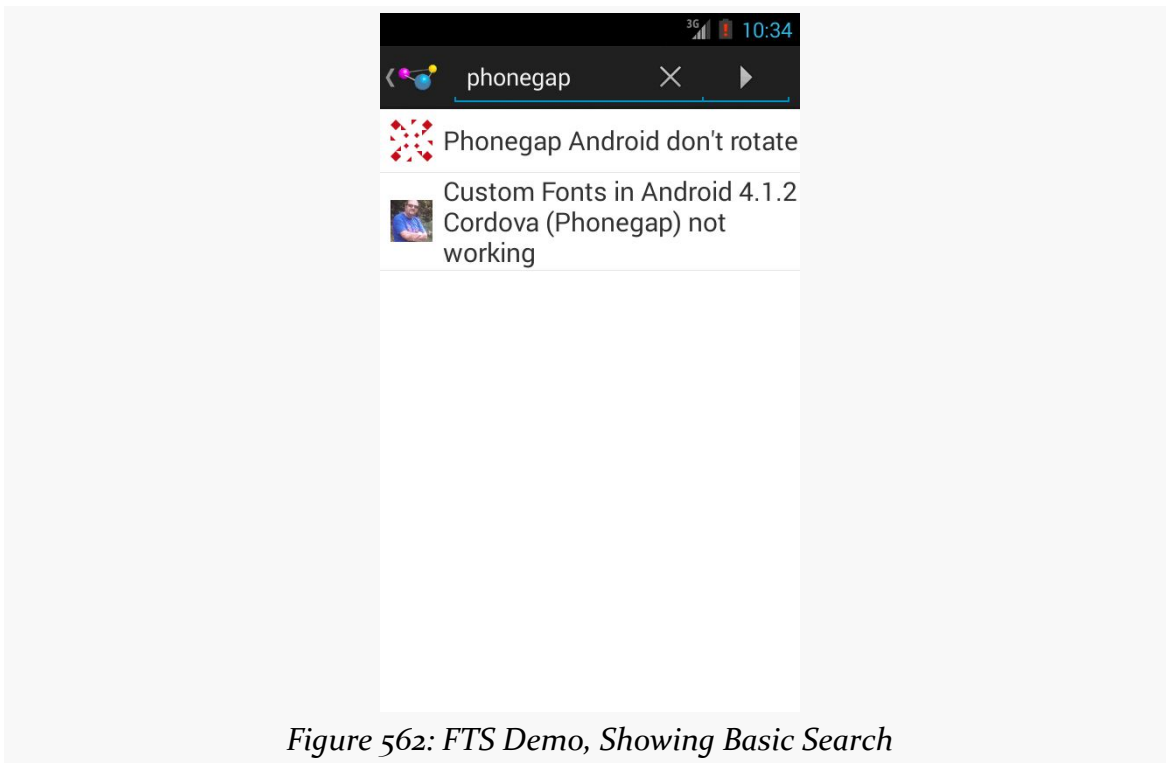 3G 10:34
phonegap
Phonegap Android don't rotate
Custom Fonts in Android 4.1.2
Cordova (Phonegap) not
working
Figure 562: FTS Demo, Showing Basic Search